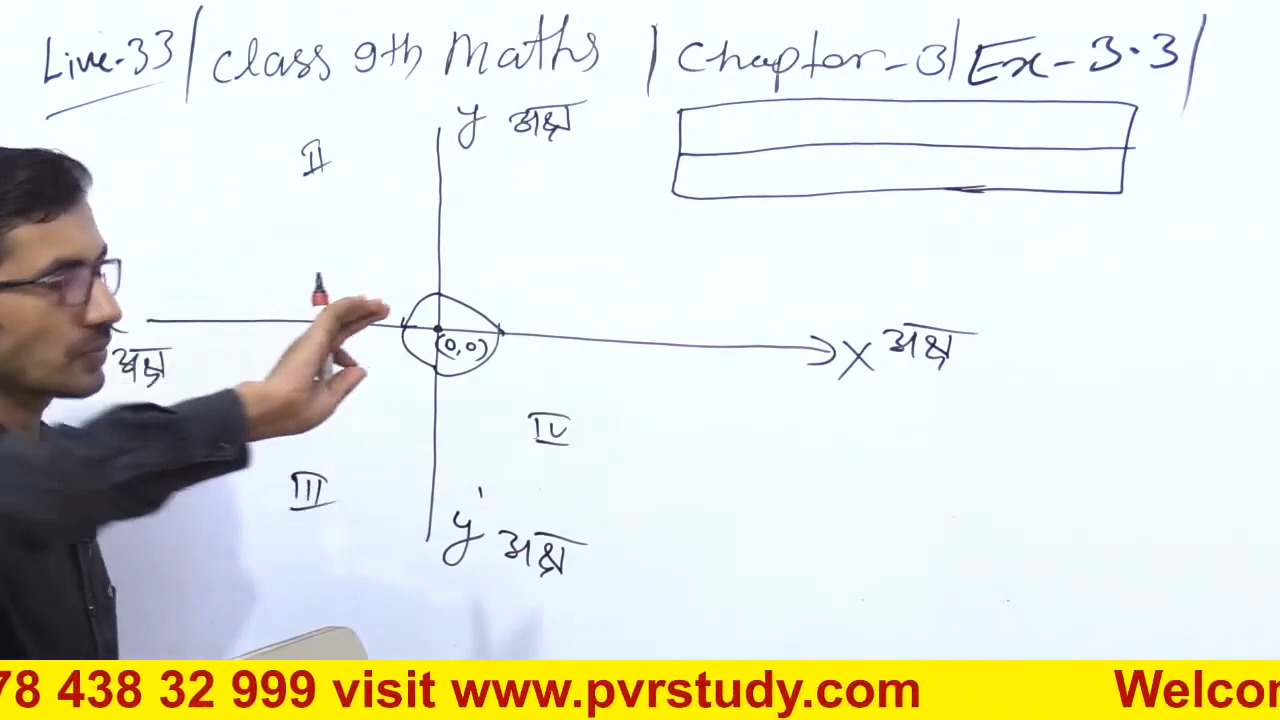 Live-33 / Class 9th Maths / Chapter-3 / Ex-3.3 /
y अक्ष
II
(0,0)
X अक्ष
अक्ष
IV
III
y' अक्ष
78 438 32 999 visit www.pvrstudy.com